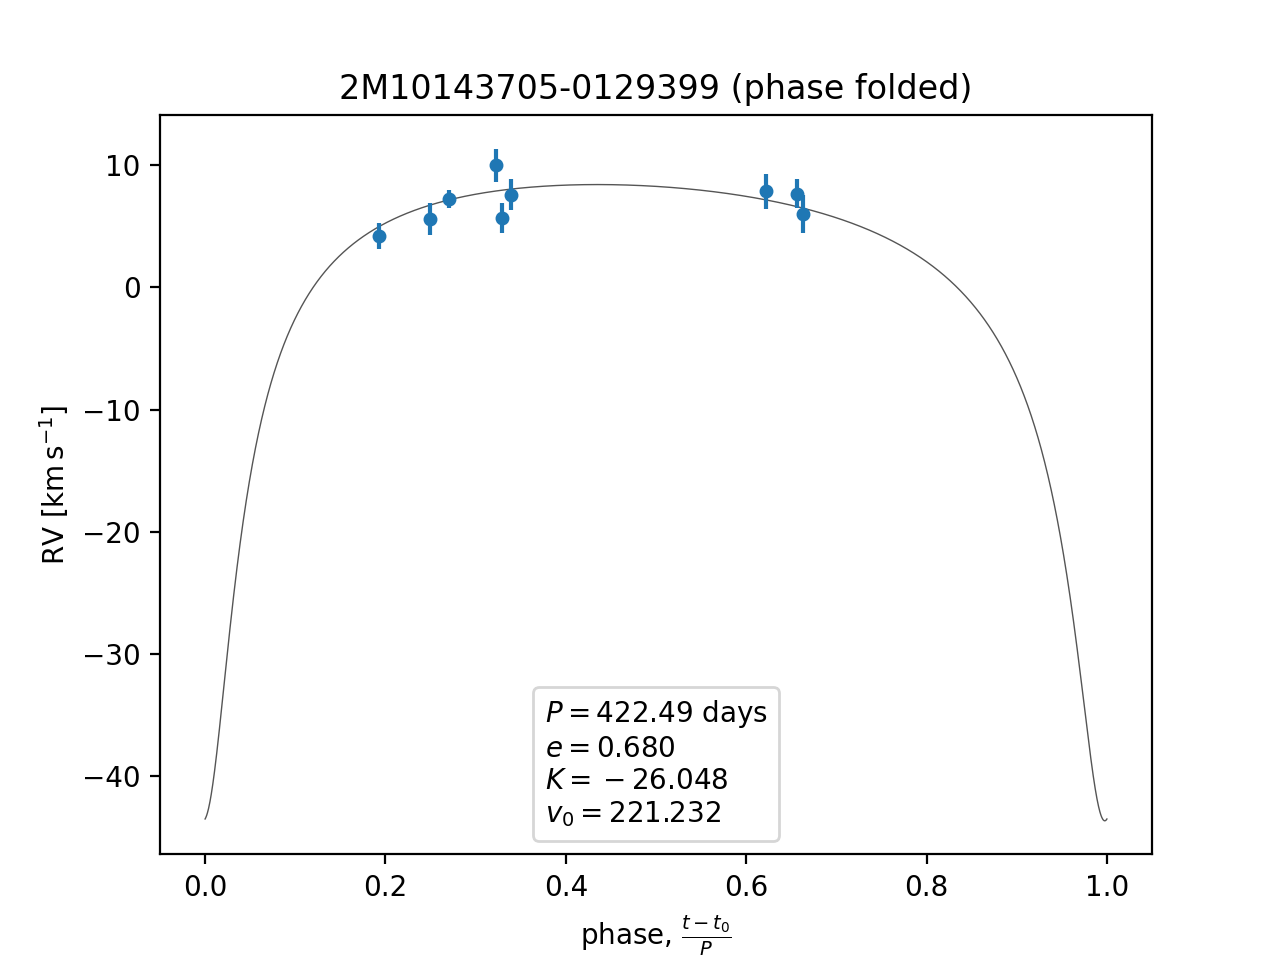 2M10143705-0129399 (phase folded)
10
0
−10
−20
−30
−40
RV [km s⁻¹]
P = 422.49 days
e = 0.680
K = −26.048
v₀ = 221.232
0.0 0.2 0.4 0.6 0.8 1.0
phase, (t − t₀)/P